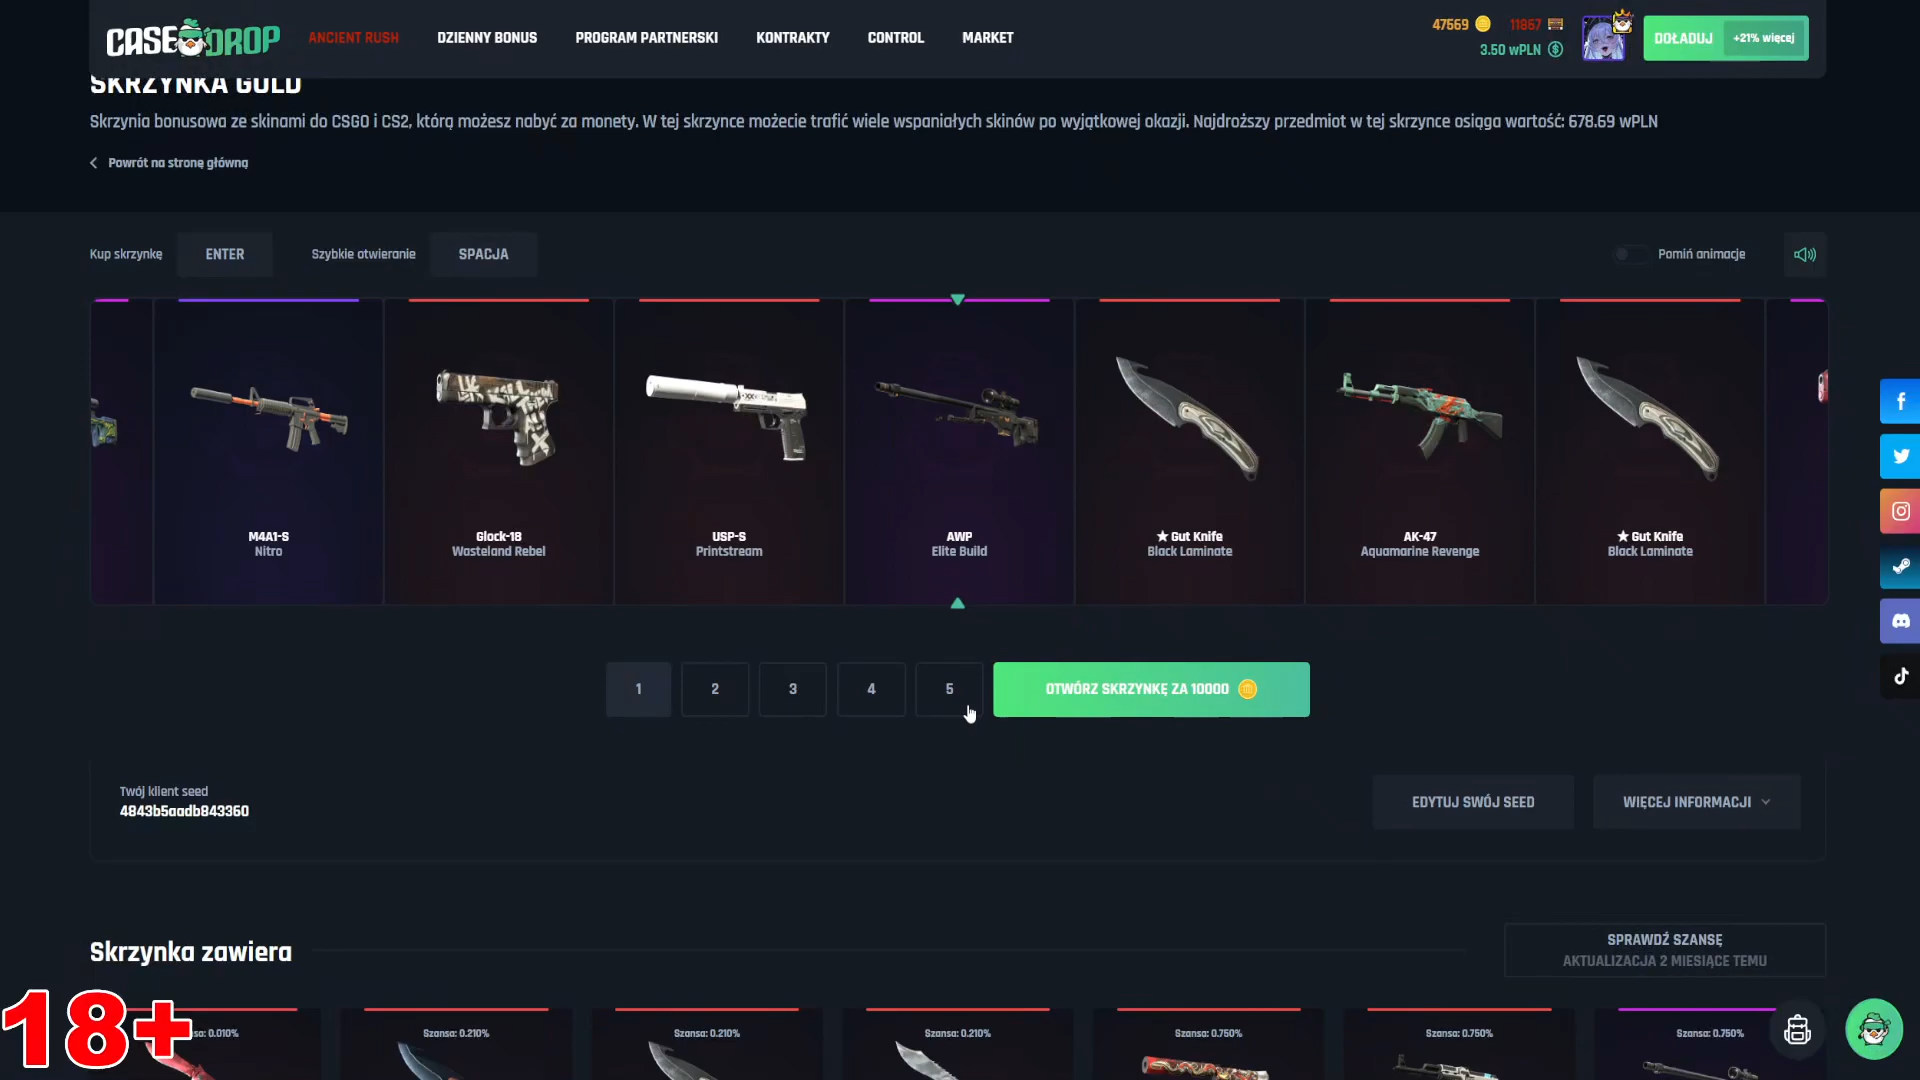 CASEDROP
ANCIENT RUSH
DZIENNY BONUS
PROGRAM PARTNERSKI
KONTRAKTY
CONTROL
MARKET
47569
11857
3.50 wPLN
DOŁADUJ
+21% więcej
SKRZYNKA GOLD
Skrzynia bonusowa ze skinami do CSGO i CS2, którą możesz nabyć za monety. W tej skrzynce możecie trafić wiele wspaniałych skinów po wyjątkowej okazji. Najdroższy przedmiot w tej skrzynce osiąga wartość: 678.69 wPLN
Powrót na stronę główną
Kup skrzynkę
ENTER
Szybkie otwieranie
SPACJA
Pomiń animacje
M4A1-S
Nitro
Glock-18
Wasteland Rebel
USP-S
Printstream
AWP
Elite Build
★ Gut Knife
Black Laminate
AK-47
Aquamarine Revenge
★ Gut Knife
Black Laminate
1
2
3
4
5
OTWÓRZ SKRZYNKĘ ZA 10000
Twój klient seed
4843b5aadb843360
EDYTUJ SWÓJ SEED
WIĘCEJ INFORMACJI
Skrzynka zawiera
SPRAWDŹ SZANSĘ
AKTUALIZACJA 2 MIESIĄCE TEMU
18+
0.010%
Szansa: 0.210%
Szansa: 0.210%
Szansa: 0.210%
Szansa: 0.750%
Szansa: 0.750%
Szansa: 0.750%